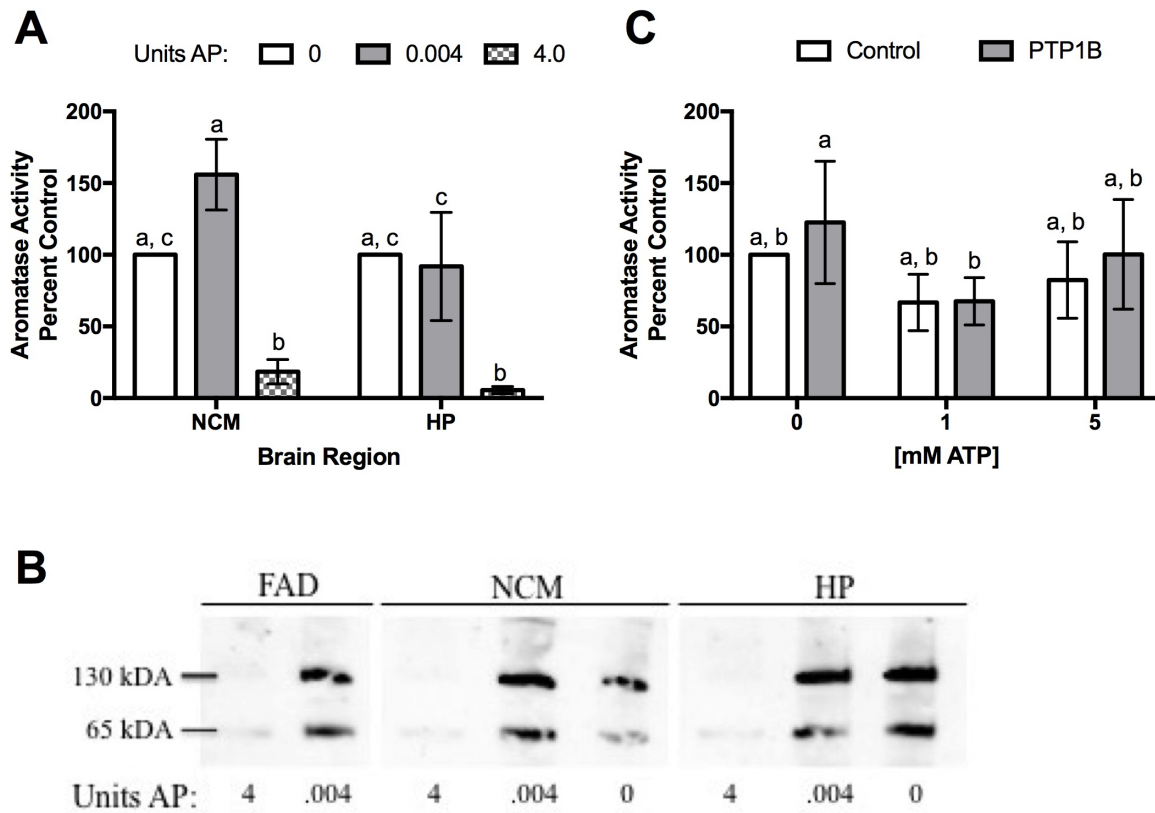 A
Units AP: 0 0.004 4.0
Aromatase Activity
Percent Control
200
150
100
50
0
a, c
a
b
a, c
c
b
NCM HP
Brain Region
C
Control PTP1B
Aromatase Activity
Percent Control
200
150
100
50
0
a, b
a
a, b
b
a, b
a, b
0 1 5
[mM ATP]
B
FAD NCM HP
130 kDA
65 kDA
Units AP: 4 .004 4 .004 0 4 .004 0